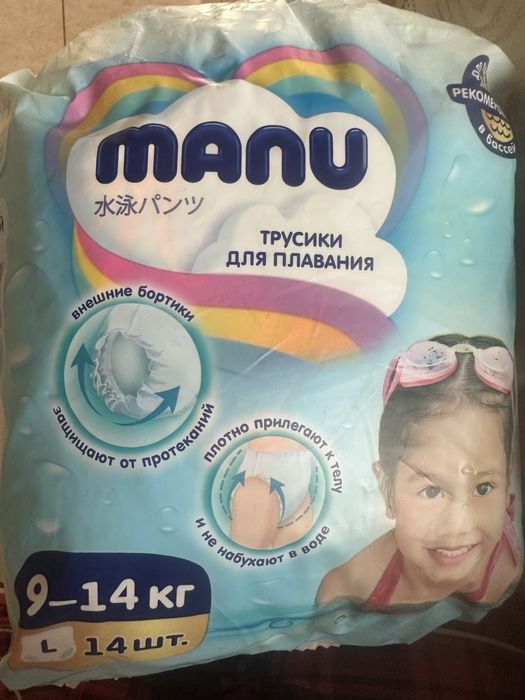 manu
水泳パンツ
ТРУСИКИ
ДЛЯ ПЛАВАНИЯ
внешние бортики
защищают от протеканий
плотно прилегают к телу
и не набухают в воде
в бассей
9–14 кг
L 14 шт.